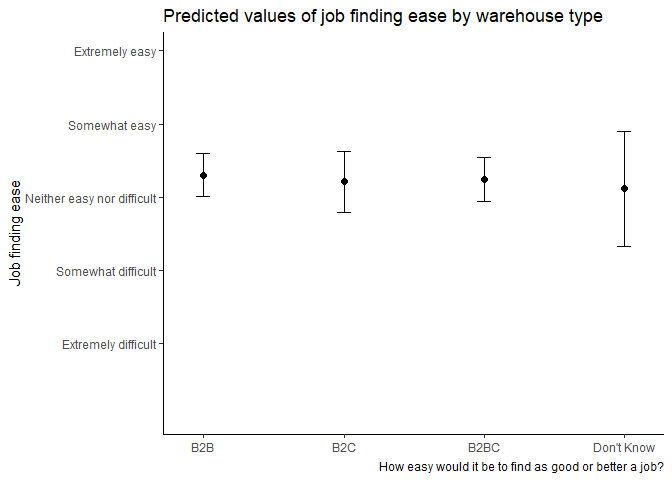 Predicted values of job finding ease by warehouse type
Job finding ease
Extremely easy
Somewhat easy
Neither easy nor difficult
Somewhat difficult
Extremely difficult
B2B B2C B2BC Don't Know
How easy would it be to find as good or better a job?